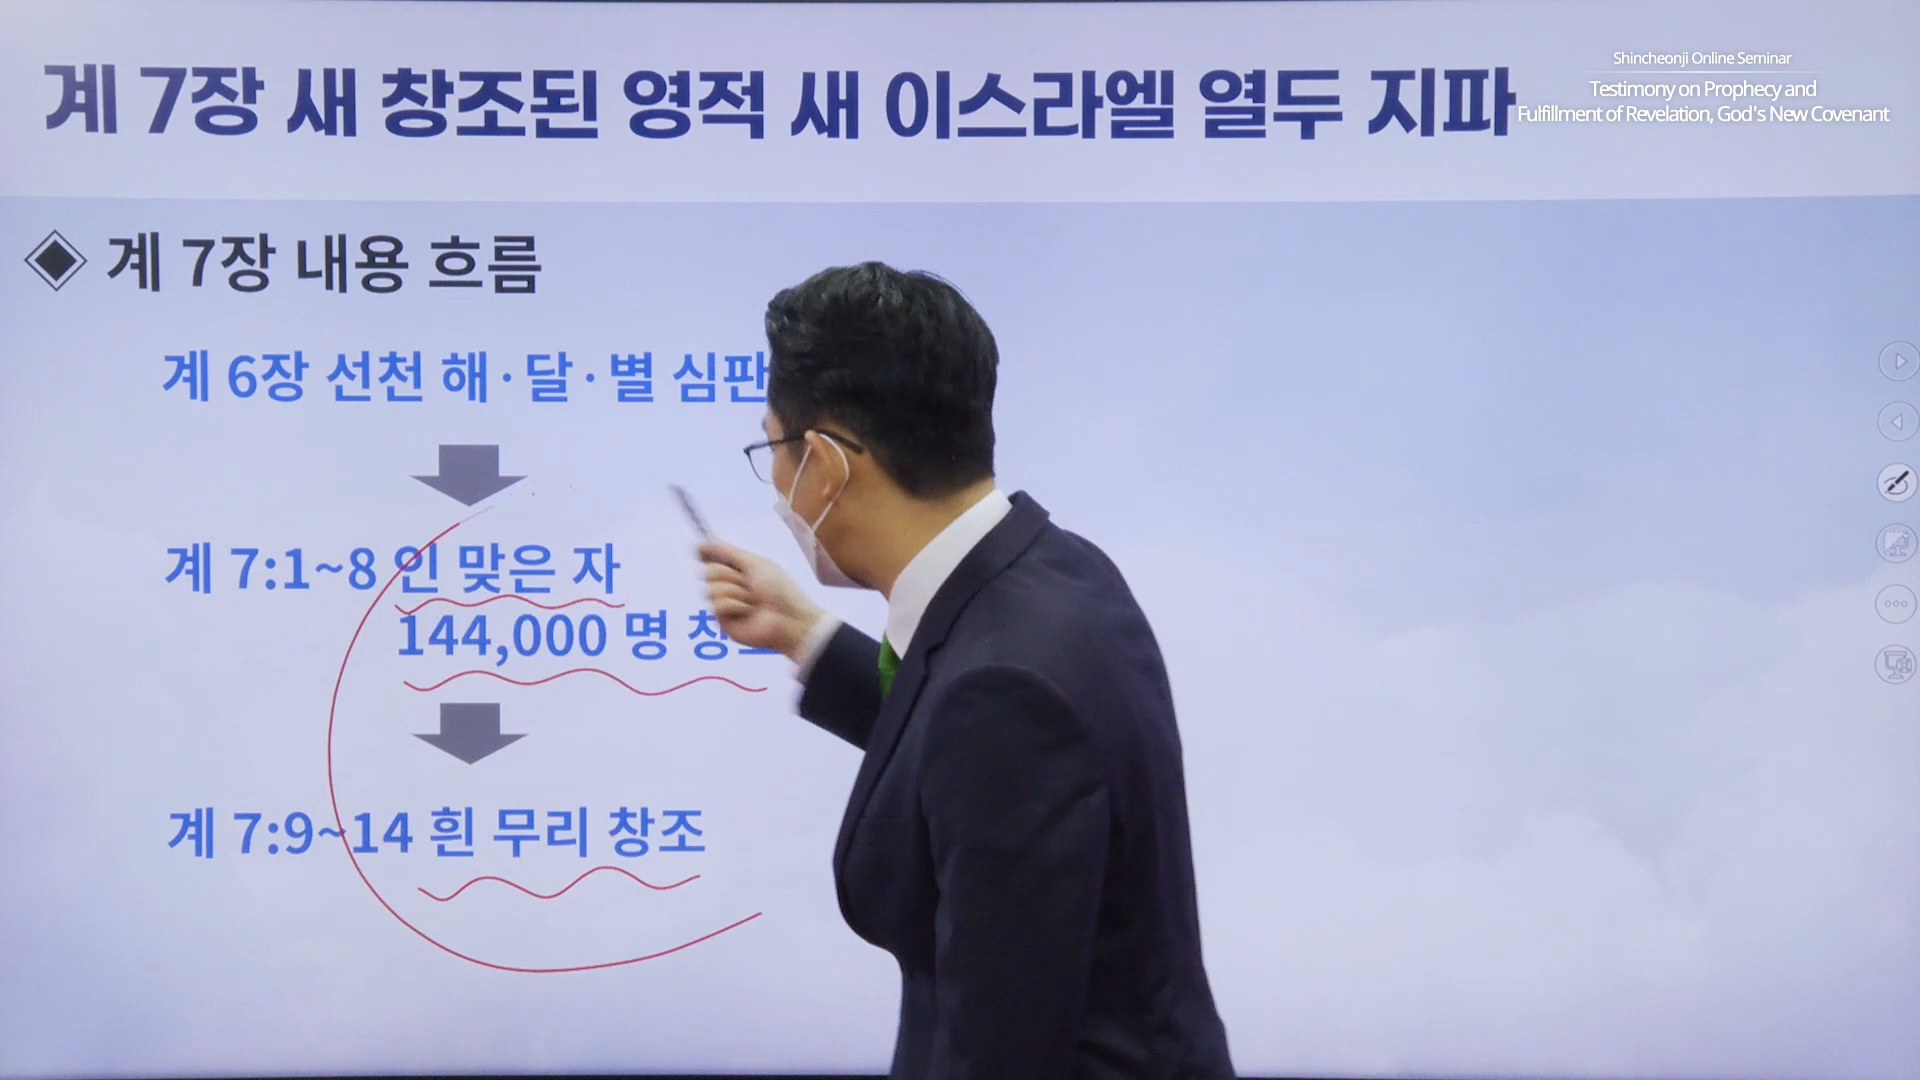 계 7장 새 창조된 영적 새 이스라엘 열두 지파
Shincheonji Online Seminar
Testimony on Prophecy and
Fulfillment of Revelation, God's New Covenant
계 7장 내용 흐름
계 6장 선천 해·달·별 심판
계 7:1~8 인 맞은 자
144,000 명 창조
계 7:9~14 흰 무리 창조